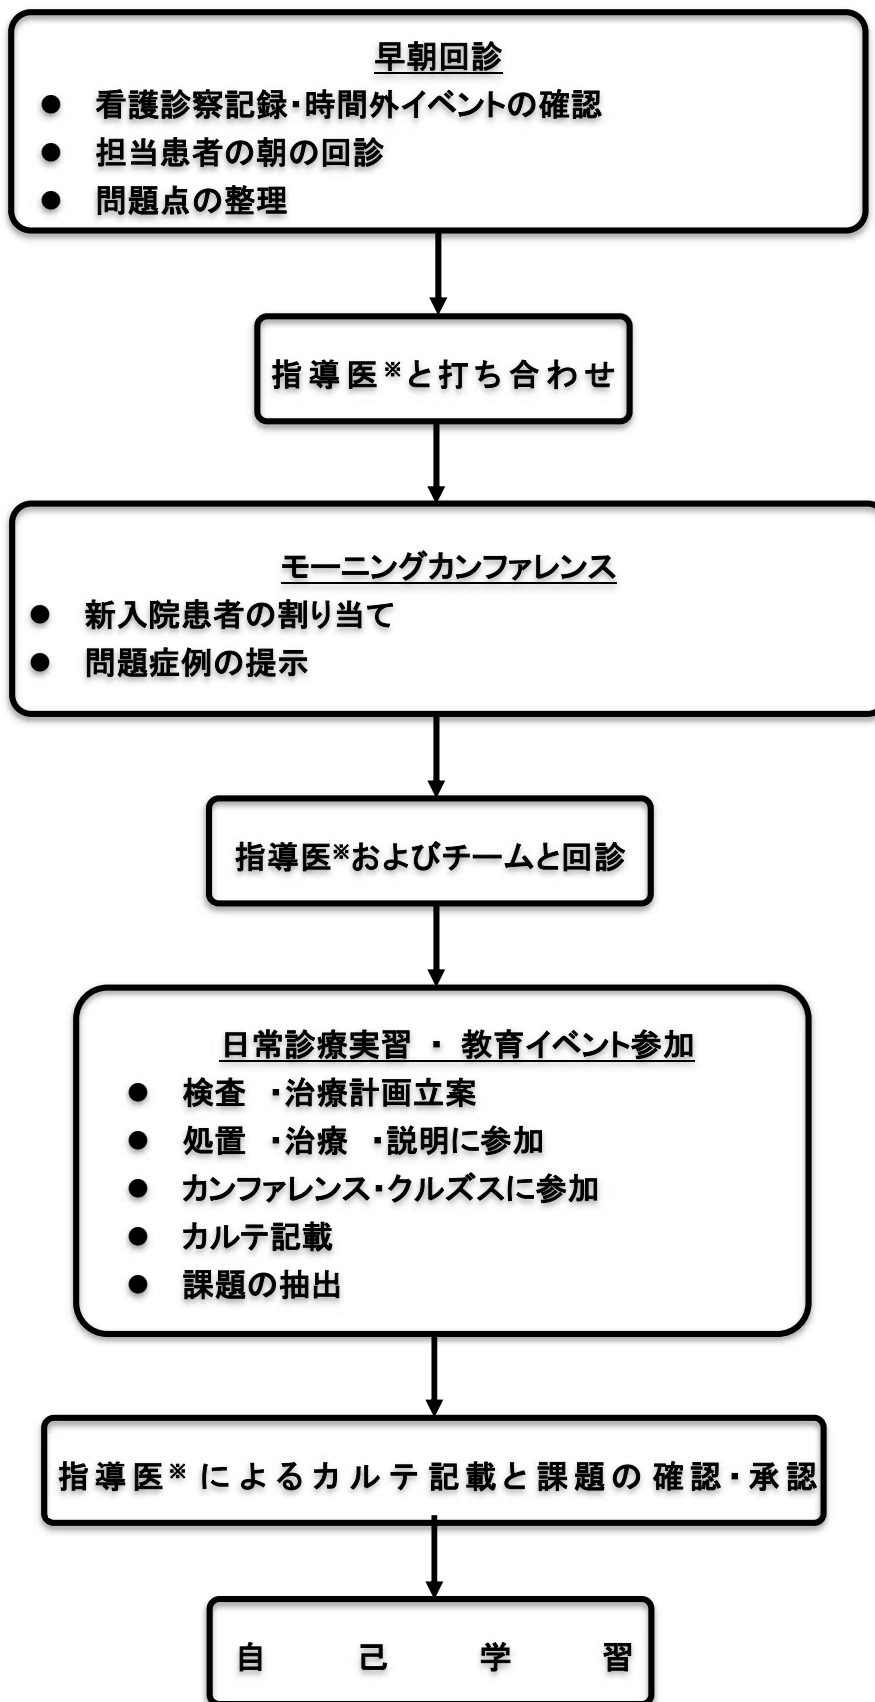 早朝回診
● 看護診察記録・時間外イベントの確認
● 担当患者の朝の回診
● 問題点の整理
指導医※と打ち合わせ
モーニングカンファレンス
● 新入院患者の割り当て
● 問題症例の提示
指導医※およびチームと回診
日常診療実習 ・ 教育イベント参加
● 検査 ・治療計画立案
● 処置 ・治療 ・説明に参加
● カンファレンス・クルズスに参加
● カルテ記載
● 課題の抽出
指導医※によるカルテ記載と課題の確認・承認
自己学習